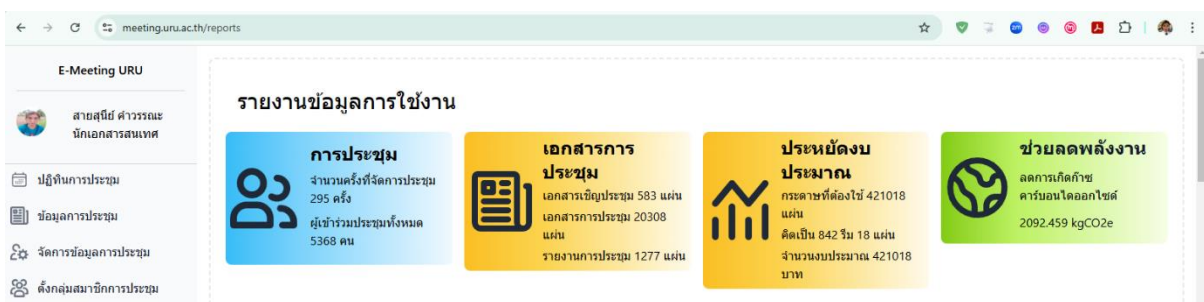 meeting.uru.ac.th/reports
E-Meeting URU
สายสุนีย์ คำวรรณะ
นักเอกสารสนเทศ
ปฏิทินการประชุม
ข้อมูลการประชุม
จัดการข้อมูลการประชุม
ตั้งกลุ่มสมาชิกการประชุม
รายงานข้อมูลการใช้งาน
การประชุม
จำนวนครั้งที่จัดการประชุม
295 ครั้ง
ผู้เข้าร่วมประชุมทั้งหมด
5368 คน
เอกสารการ
ประชุม
เอกสารเชิญประชุม 583 แผ่น
เอกสารการประชุม 20308
แผ่น
รายงานการประชุม 1277 แผ่น
ประหยัดงบ
ประมาณ
กระดาษที่ต้องใช้ 421018
แผ่น
คิดเป็น 842 รีม 18 แผ่น
จำนวนงบประมาณ 421018
บาท
ช่วยลดพลังงาน
ลดการเกิดก๊าซ
คาร์บอนไดออกไซด์
2092.459 kgCO2e